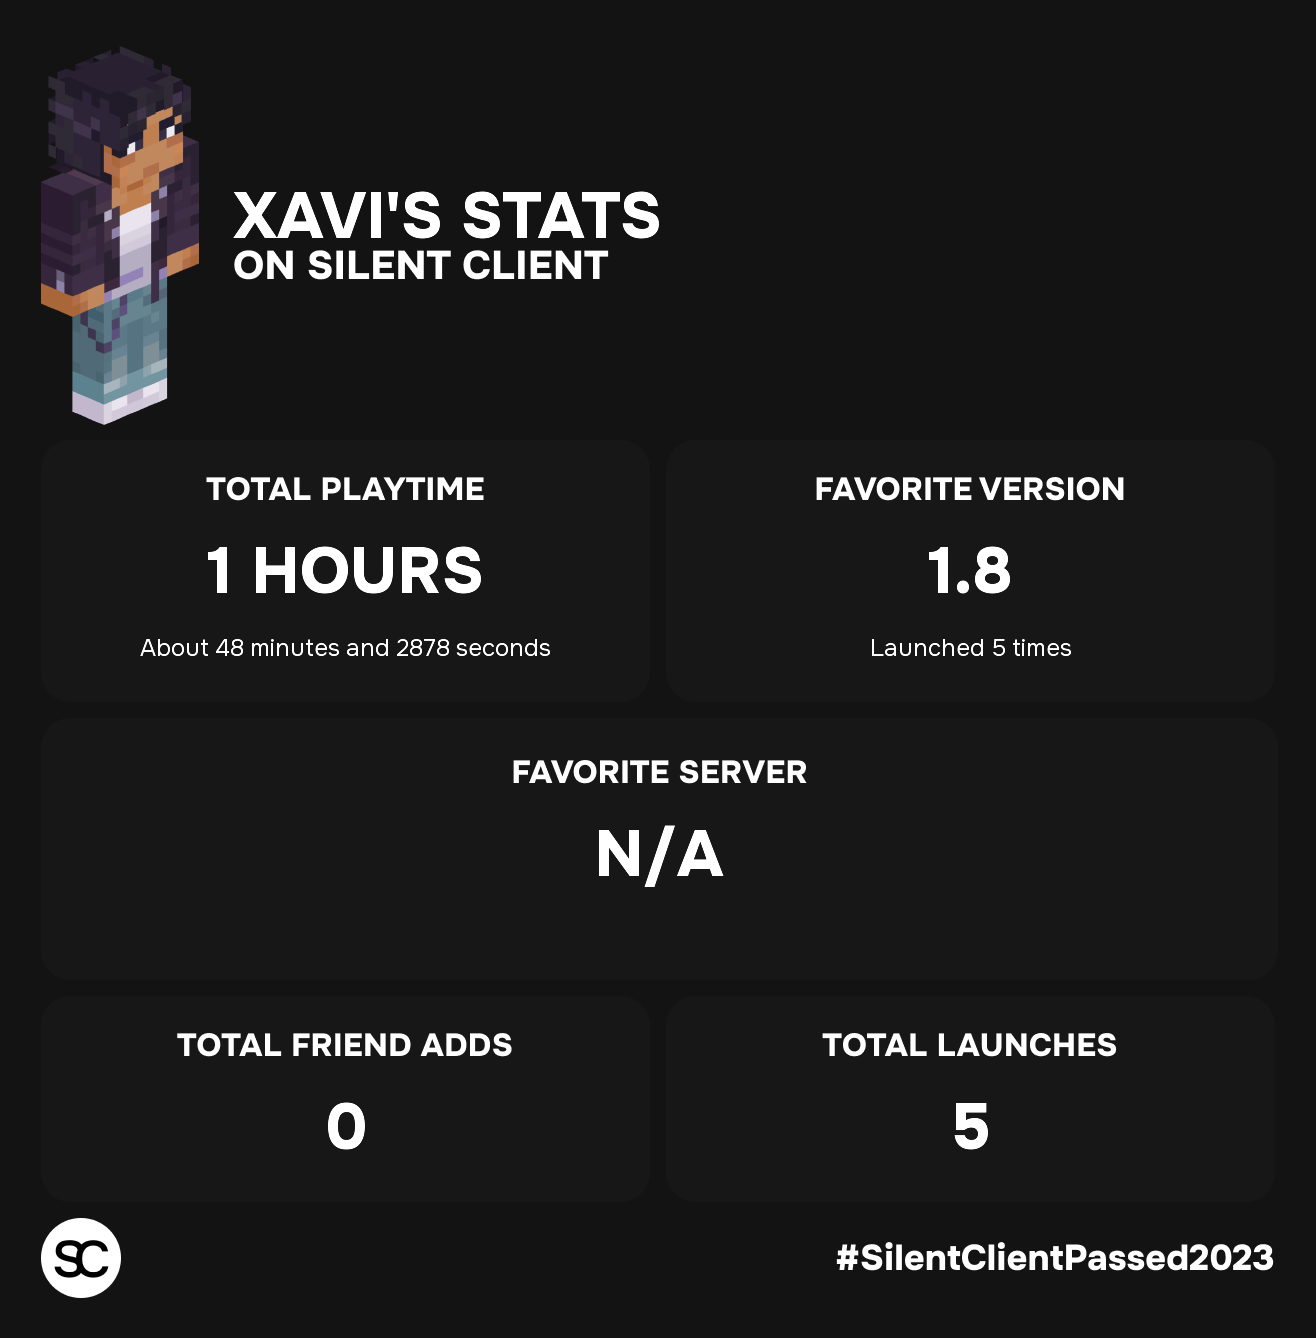 XAVI'S STATS
ON SILENT CLIENT
TOTAL PLAYTIME
1 HOURS
About 48 minutes and 2878 seconds
FAVORITE VERSION
1.8
Launched 5 times
FAVORITE SERVER
N/A
TOTAL FRIEND ADDS
0
TOTAL LAUNCHES
5
SC
#SilentClientPassed2023